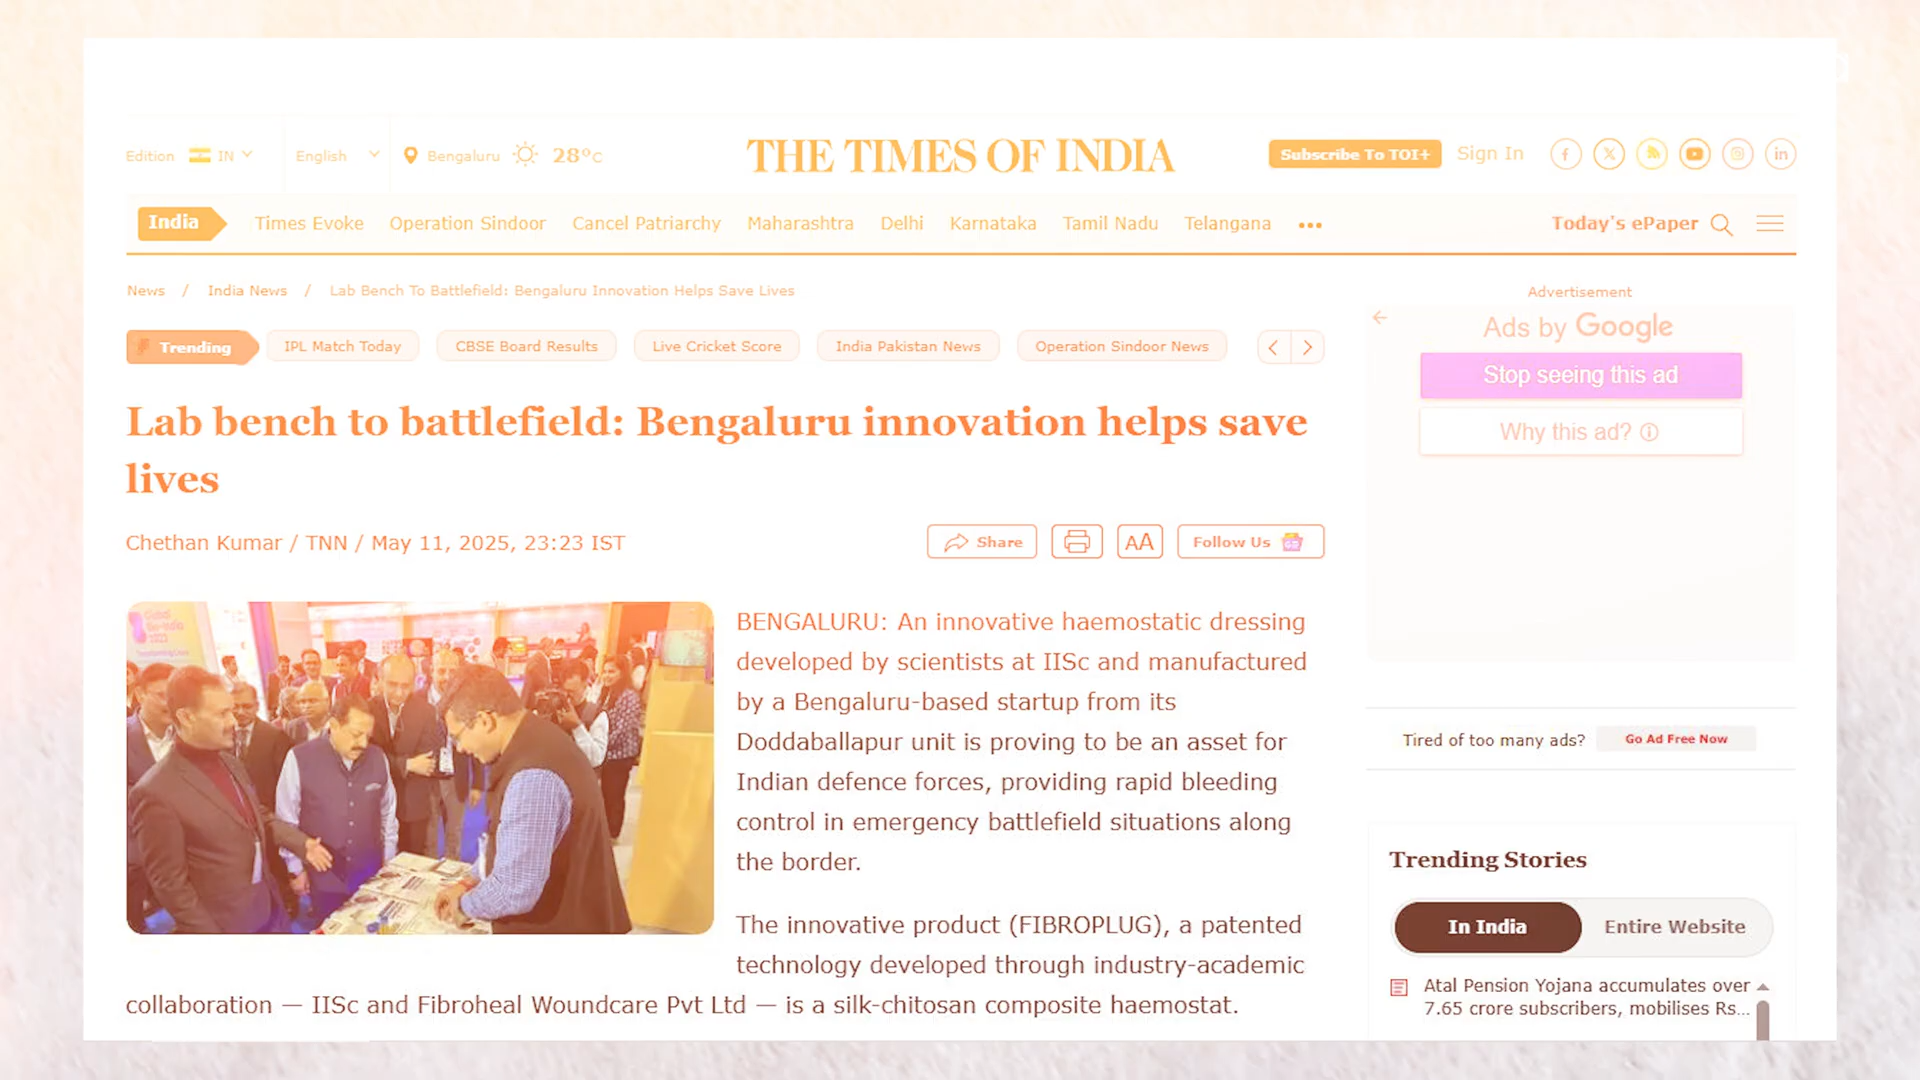 Edition IN English Bengaluru 28°C
THE TIMES OF INDIA
Subscribe To TOI+ Sign In
India Times Evoke Operation Sindoor Cancel Patriarchy Maharashtra Delhi Karnataka Tamil Nadu Telangana ••• Today's ePaper
News / India News / Lab Bench To Battlefield: Bengaluru Innovation Helps Save Lives
Trending IPL Match Today CBSE Board Results Live Cricket Score India Pakistan News Operation Sindoor News
Lab bench to battlefield: Bengaluru innovation helps save
lives
Chethan Kumar / TNN / May 11, 2025, 23:23 IST
Share AA Follow Us
BENGALURU: An innovative haemostatic dressing
developed by scientists at IISc and manufactured
by a Bengaluru-based startup from its
Doddaballapur unit is proving to be an asset for
Indian defence forces, providing rapid bleeding
control in emergency battlefield situations along
the border.
The innovative product (FIBROPLUG), a patented
technology developed through industry-academic
collaboration — IISc and Fibroheal Woundcare Pvt Ltd — is a silk-chitosan composite haemostat.
Advertisement
Ads by Google
Stop seeing this ad
Why this ad?
Tired of too many ads? Go Ad Free Now
Trending Stories
In India Entire Website
Atal Pension Yojana accumulates over
7.65 crore subscribers, mobilises Rs...